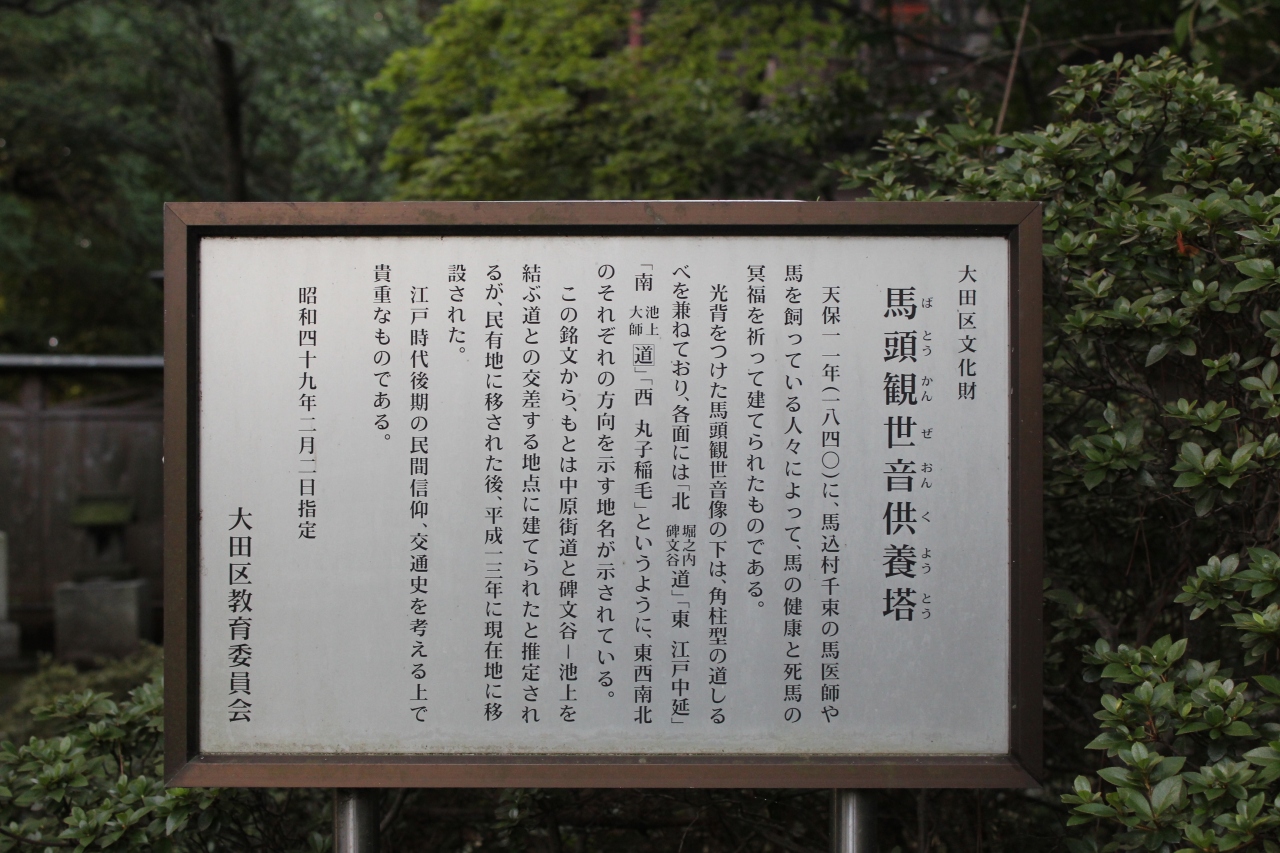 大田区文化財
馬頭観世音供養塔
ばとうかんぜおんくようとう
天保一一年(一八四〇)に、馬込村千束の馬医師や
馬を飼っている人々によって、馬の健康と死馬の
冥福を祈って建てられたものである。
光背をつけた馬頭観世音像の下は、角柱型の道しる
べを兼ねており、各面には「北 堀之内碑文谷道」「東 江戸中延」
「南 池上大師道」「西 丸子稲毛」というように、東西南北
のそれぞれの方向を示す地名が示されている。
この銘文から、もとは中原街道と碑文谷－池上を
結ぶ道との交差する地点に建てられたと推定され
るが、民有地に移された後、平成一三年に現在地に移
設された。
江戸時代後期の民間信仰、交通史を考える上で
貴重なものである。
昭和四十九年二月二日指定
大田区教育委員会